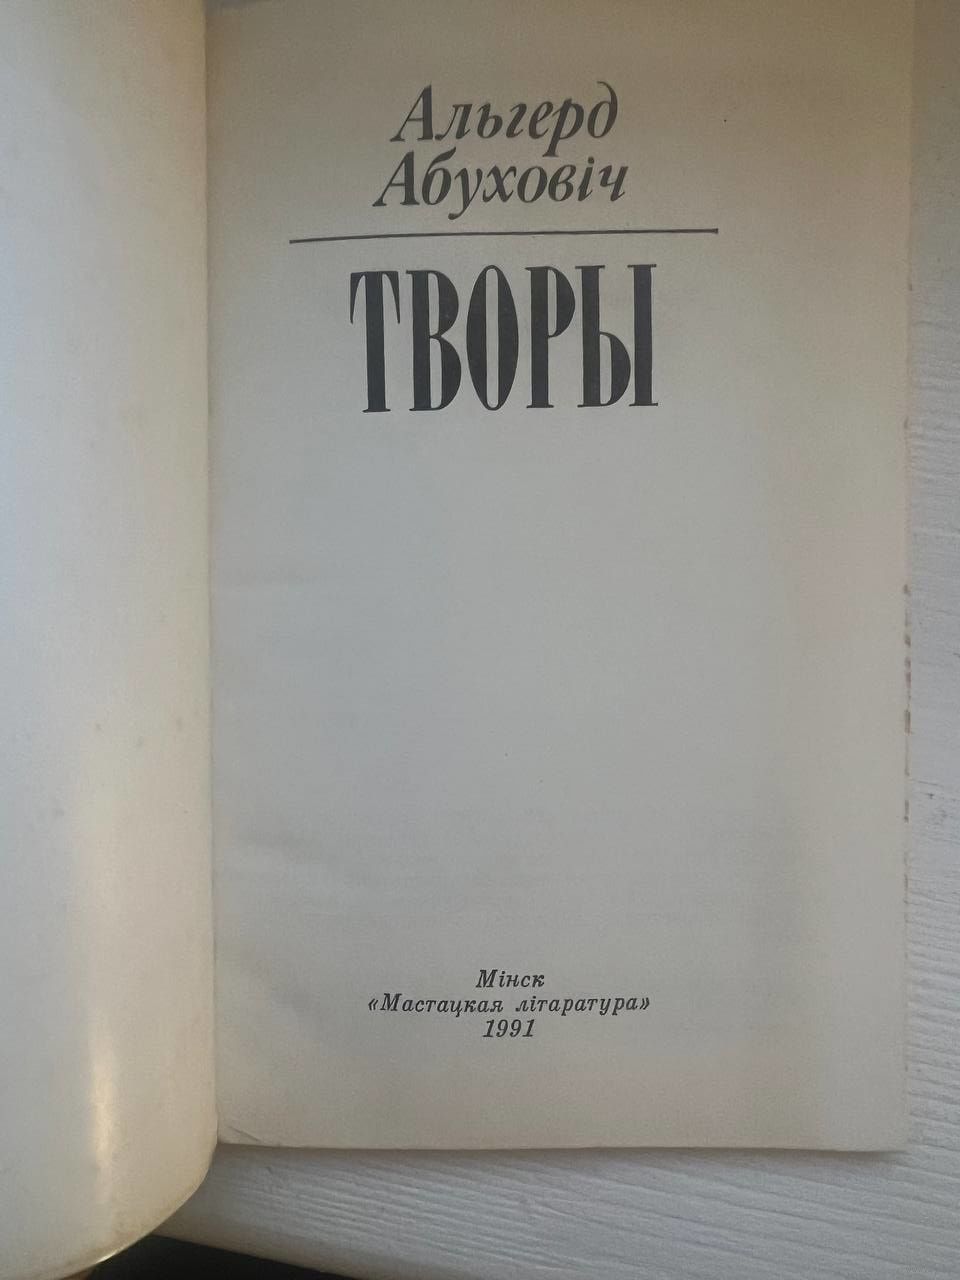 Альгерд
Абуховіч
ТВОРЫ
Мінск
«Мастацкая літаратура»
1991